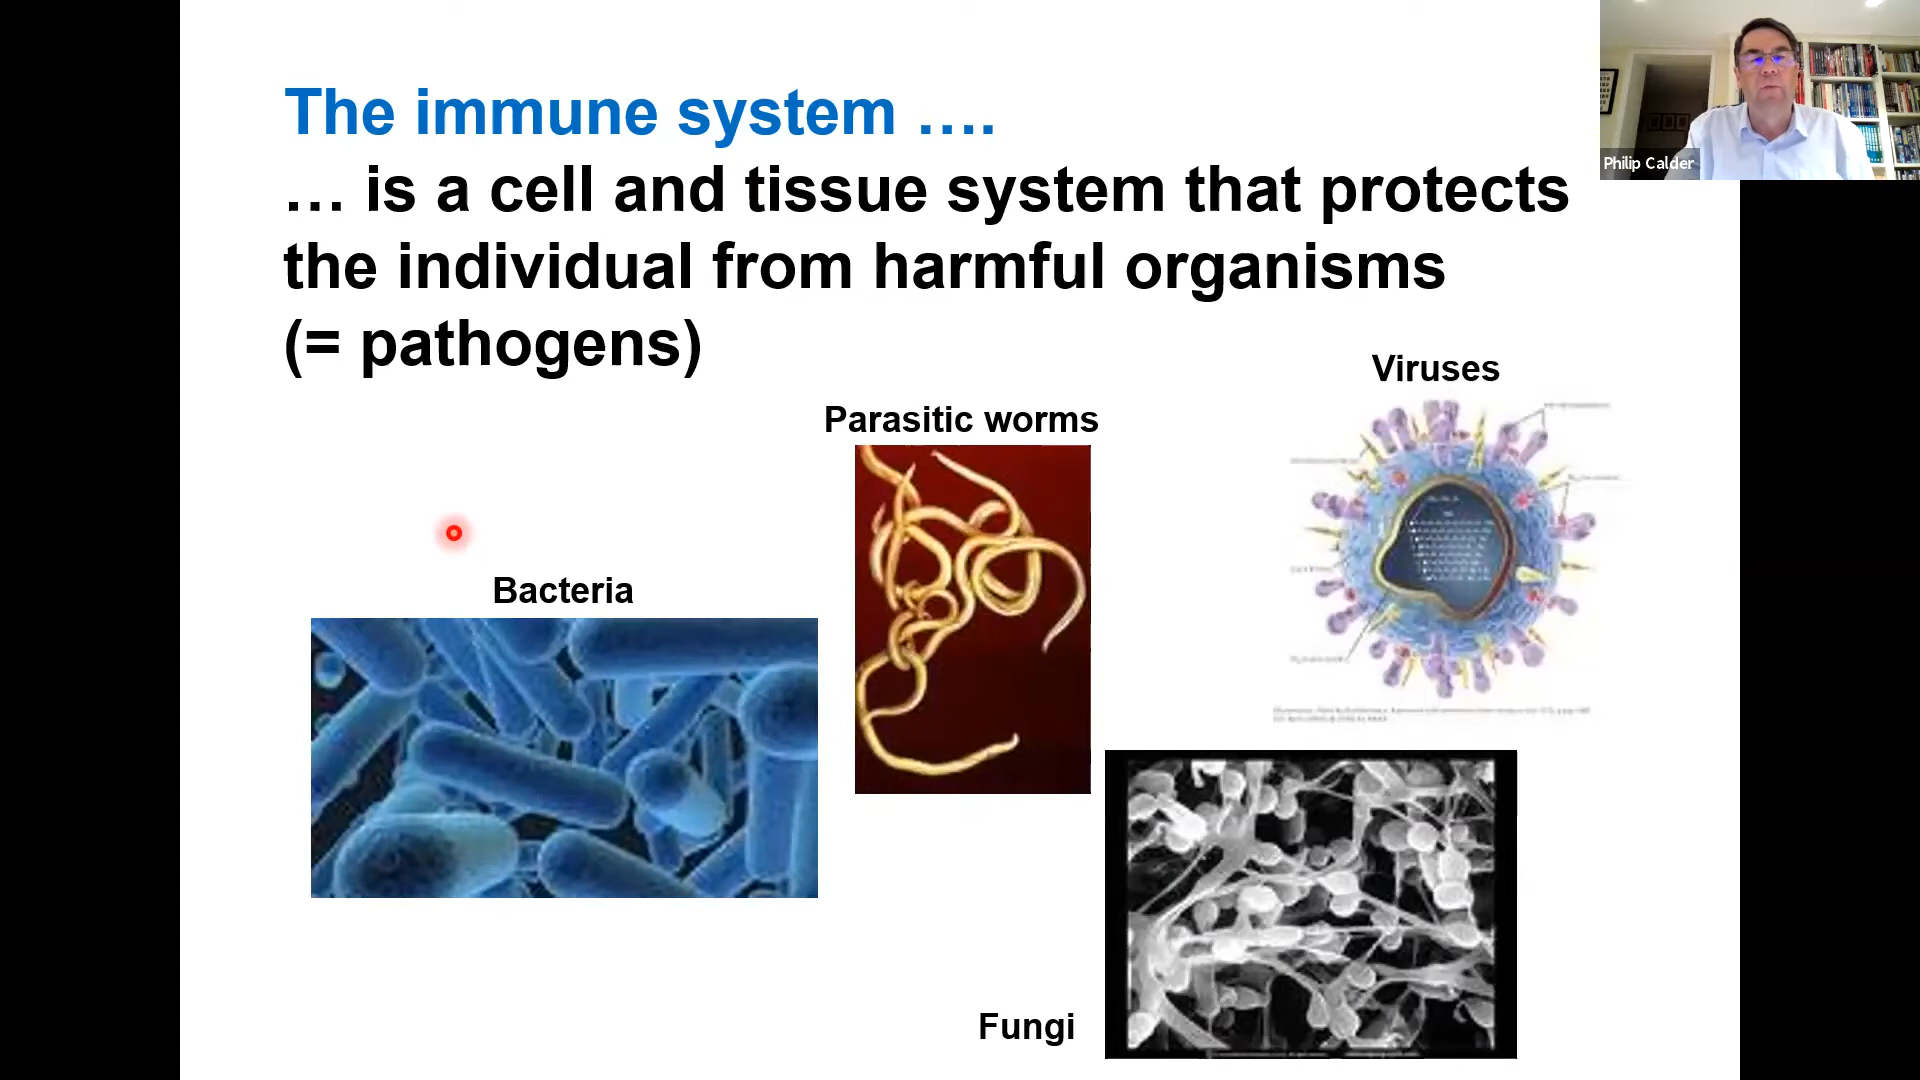 The immune system ….
… is a cell and tissue system that protects
the individual from harmful organisms
(= pathogens)
Philip Calder
Viruses
Parasitic worms
Bacteria
Fungi